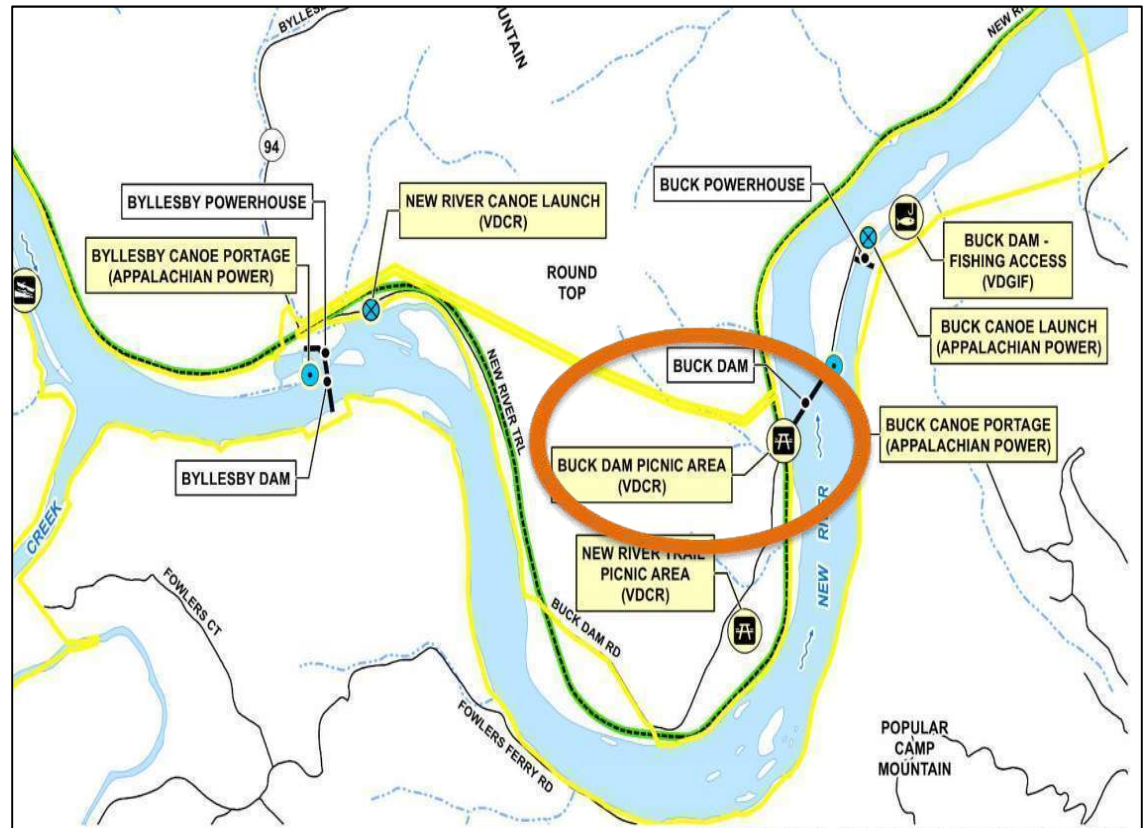 BYLLESB
UNTAIN
NEW RI
94
BYLLESBY POWERHOUSE
NEW RIVER CANOE LAUNCH
(VDCR)
BUCK POWERHOUSE
BYLLESBY CANOE PORTAGE
(APPALACHIAN POWER)
ROUND
TOP
BUCK DAM -
FISHING ACCESS
(VDGIF)
BUCK CANOE LAUNCH
(APPALACHIAN POWER)
NEW RIVER TRL
BUCK DAM
BYLLESBY DAM
BUCK DAM PICNIC AREA
(VDCR)
BUCK CANOE PORTAGE
(APPALACHIAN POWER)
CREEK
NEW RIVER
NEW RIVER TRAIL
PICNIC AREA
(VDCR)
FOWLERS CT
BUCK DAM RD
FOWLERS FERRY RD
POPULAR
CAMP
MOUNTAIN